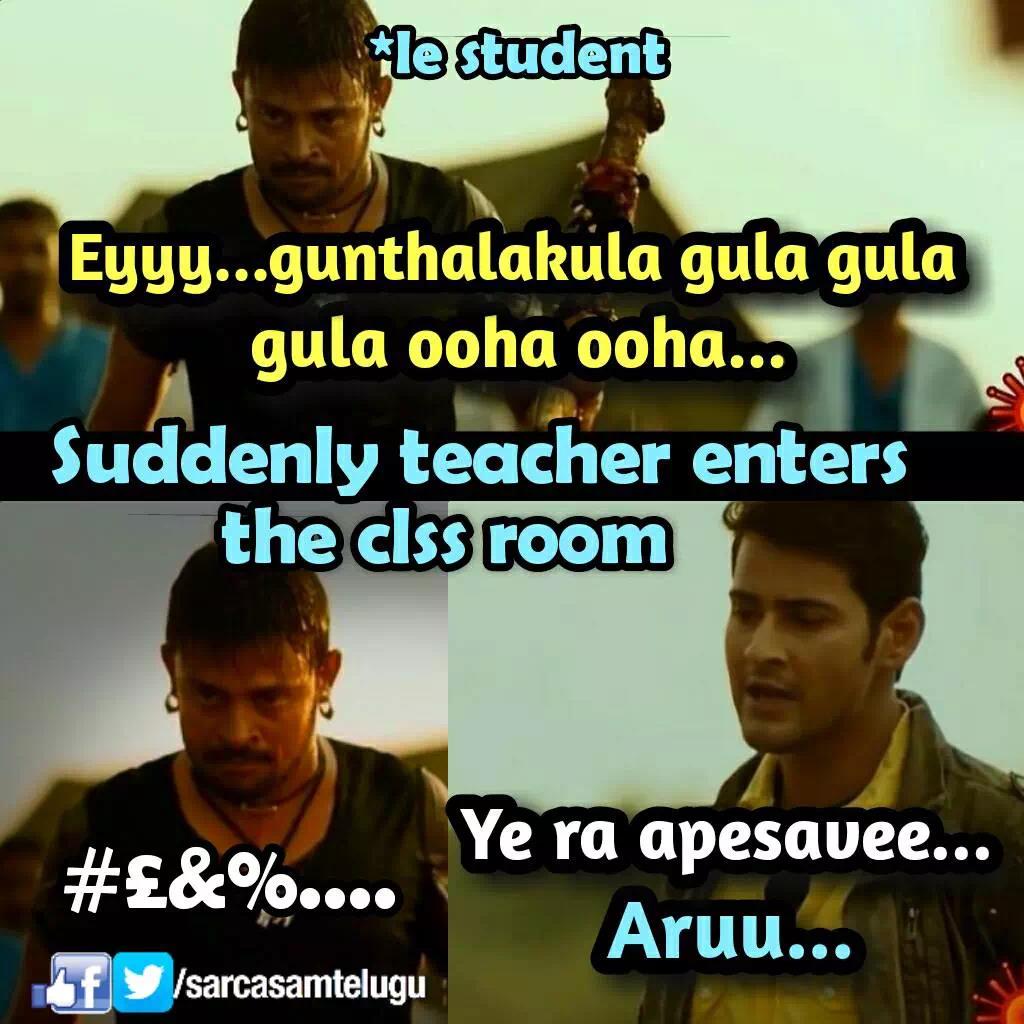 *le student
Eyyy...gunthalakula gula gula
gula ooha ooha...
Suddenly teacher enters
the clss room
#£&%....
Ye ra apesavee...
Aruu...
/sarcasamtelugu